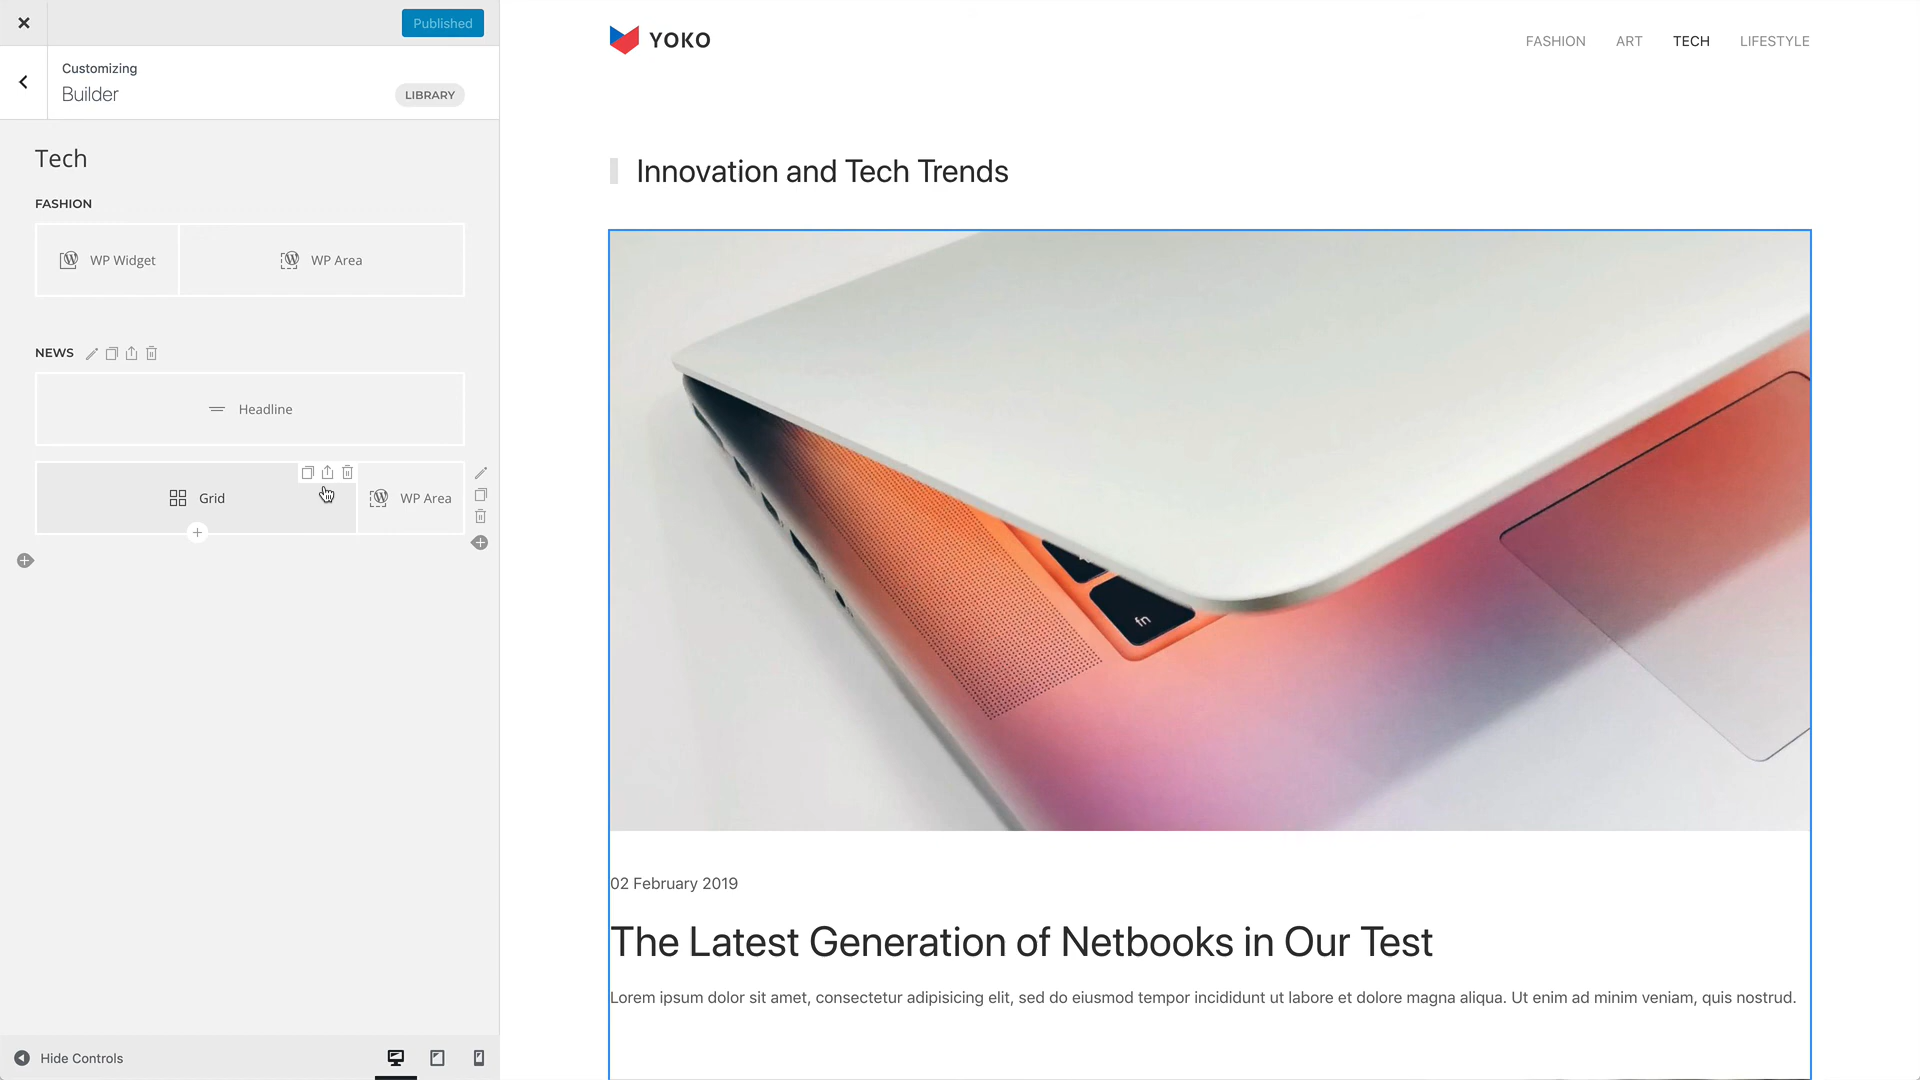 Published
Customizing
Builder
LIBRARY
Tech
FASHION
WP Widget
WP Area
NEWS
Headline
Grid
WP Area
Hide Controls
YOKO
FASHION ART TECH LIFESTYLE
Innovation and Tech Trends
fn
02 February 2019
The Latest Generation of Netbooks in Our Test
Lorem ipsum dolor sit amet, consectetur adipisicing elit, sed do eiusmod tempor incididunt ut labore et dolore magna aliqua. Ut enim ad minim veniam, quis nostrud.